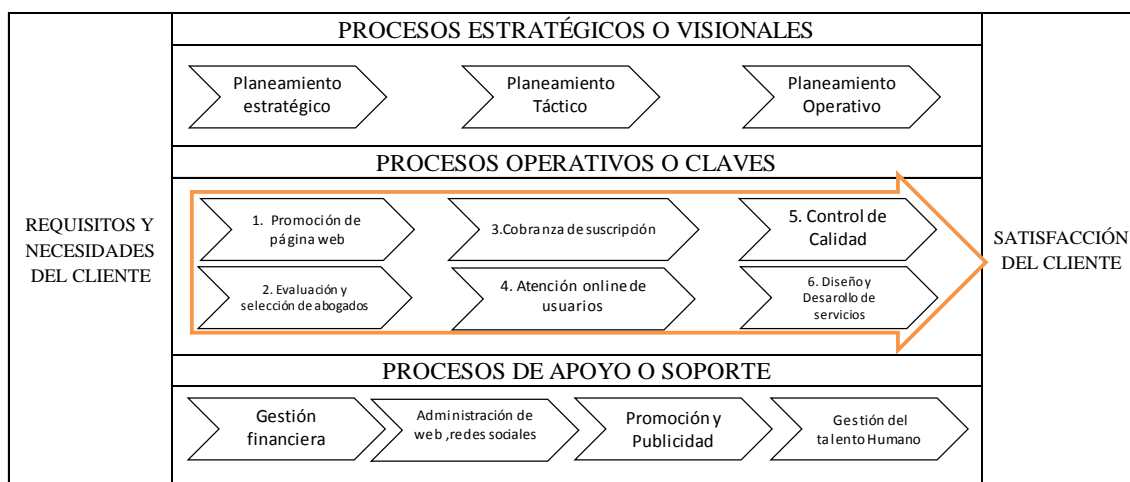 PROCESOS ESTRATÉGICOS O VISIONALES
Planeamiento
estratégico
Planeamiento
Táctico
Planeamiento
Operativo
PROCESOS OPERATIVOS O CLAVES
REQUISITOS Y
NECESIDADES
DEL CLIENTE
1. Promoción de
página web
3.Cobranza de suscripción
5. Control de
Calidad
2. Evaluación y
selección de abogados
4. Atención online de
usuarios
6. Diseño y
Desarollo de
servicios
SATISFACCIÓN
DEL CLIENTE
PROCESOS DE APOYO O SOPORTE
Gestión
financiera
Administración de
web ,redes sociales
Promoción y
Publicidad
Gestión del
talento Humano